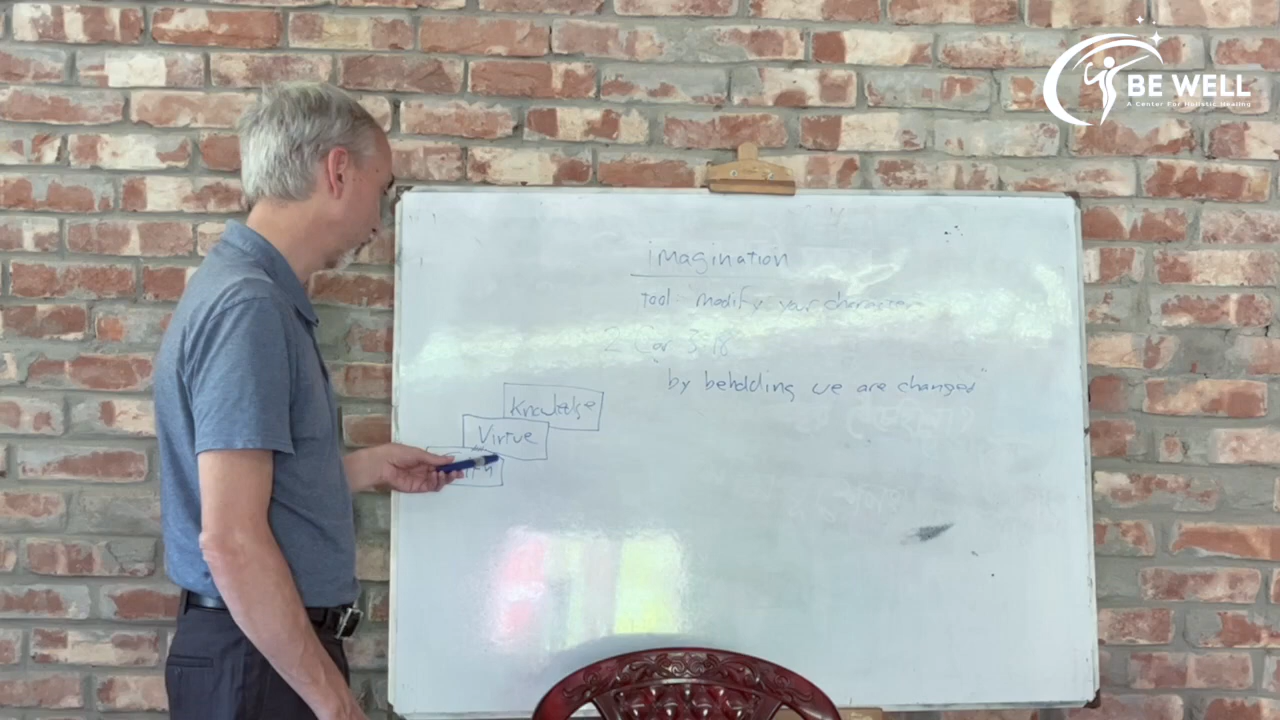 BE WELL
A Center For Holistic Healing
imagination
Tool modify your character
2 Cor 3:18
by beholding we are changed"
Knowledge
Virtue